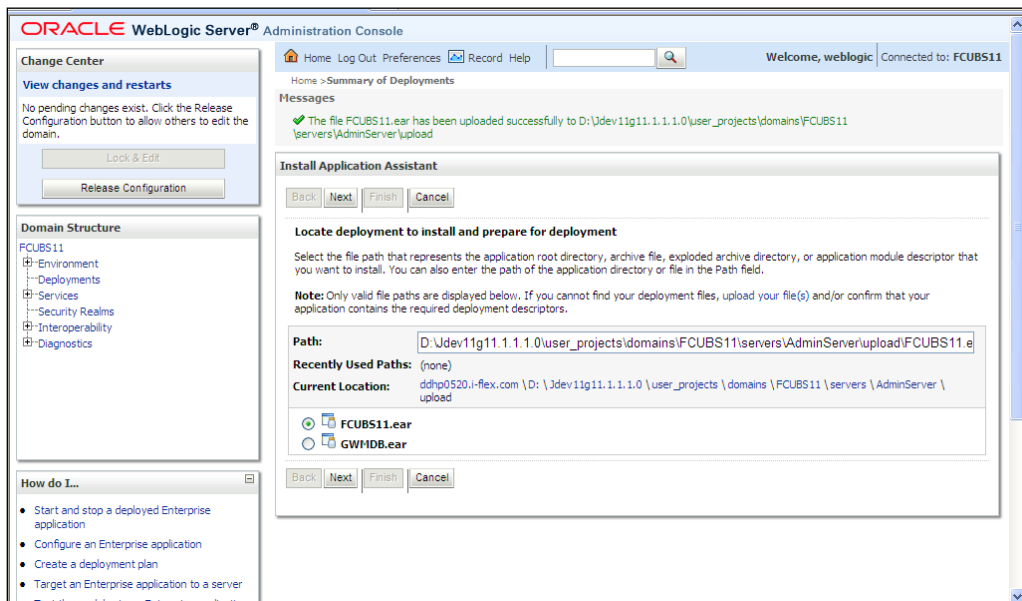 ORACLE WebLogic Server® Administration Console
Change Center
View changes and restarts
No pending changes exist. Click the Release
Configuration button to allow others to edit the
domain.
Lock & Edit
Release Configuration
Domain Structure
FCUBS11
Environment
Deployments
Services
Security Realms
Interoperability
Diagnostics
How do I...
Start and stop a deployed Enterprise
application
Configure an Enterprise application
Create a deployment plan
Target an Enterprise application to a server
Home Log Out Preferences Record Help
Welcome, weblogic Connected to: FCUBS11
Home >Summary of Deployments
Messages
The file FCUBS11.ear has been uploaded successfully to D:\Jdev11g11.1.1.1.0\user_projects\domains\FCUBS11
\servers\AdminServer\upload
Install Application Assistant
Back Next Finish Cancel
Locate deployment to install and prepare for deployment
Select the file path that represents the application root directory, archive file, exploded archive directory, or application module descriptor that
you want to install. You can also enter the path of the application directory or file in the Path field.
Note: Only valid file paths are displayed below. If you cannot find your deployment files, upload your file(s) and/or confirm that your
application contains the required deployment descriptors.
Path: D:\Jdev11g11.1.1.1.0\user_projects\domains\FCUBS11\servers\AdminServer\upload\FCUBS11.e
Recently Used Paths: (none)
Current Location: ddhp0520.i-flex.com \D: \Jdev11g11.1.1.1.0 \user_projects \domains \FCUBS11 \servers \AdminServer \
upload
FCUBS11.ear
GWMDB.ear
Back Next Finish Cancel